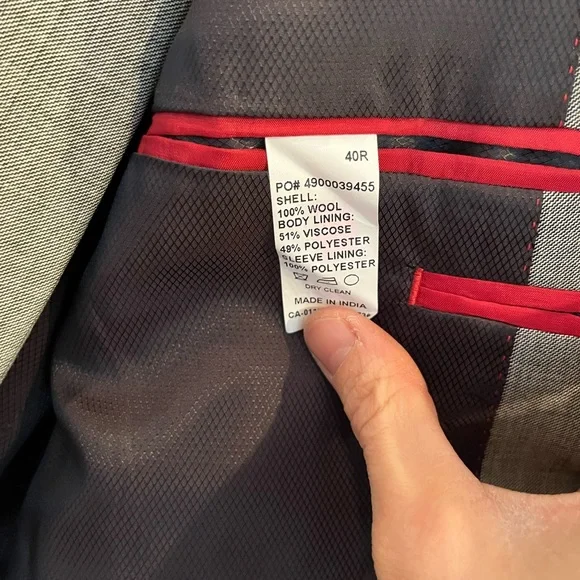 40R
PO# 4900039455
SHELL:
100% WOOL
BODY LINING:
51% VISCOSE
49% POLYESTER
SLEEVE LINING:
100% POLYESTER
DRY CLEAN
MADE IN INDIA